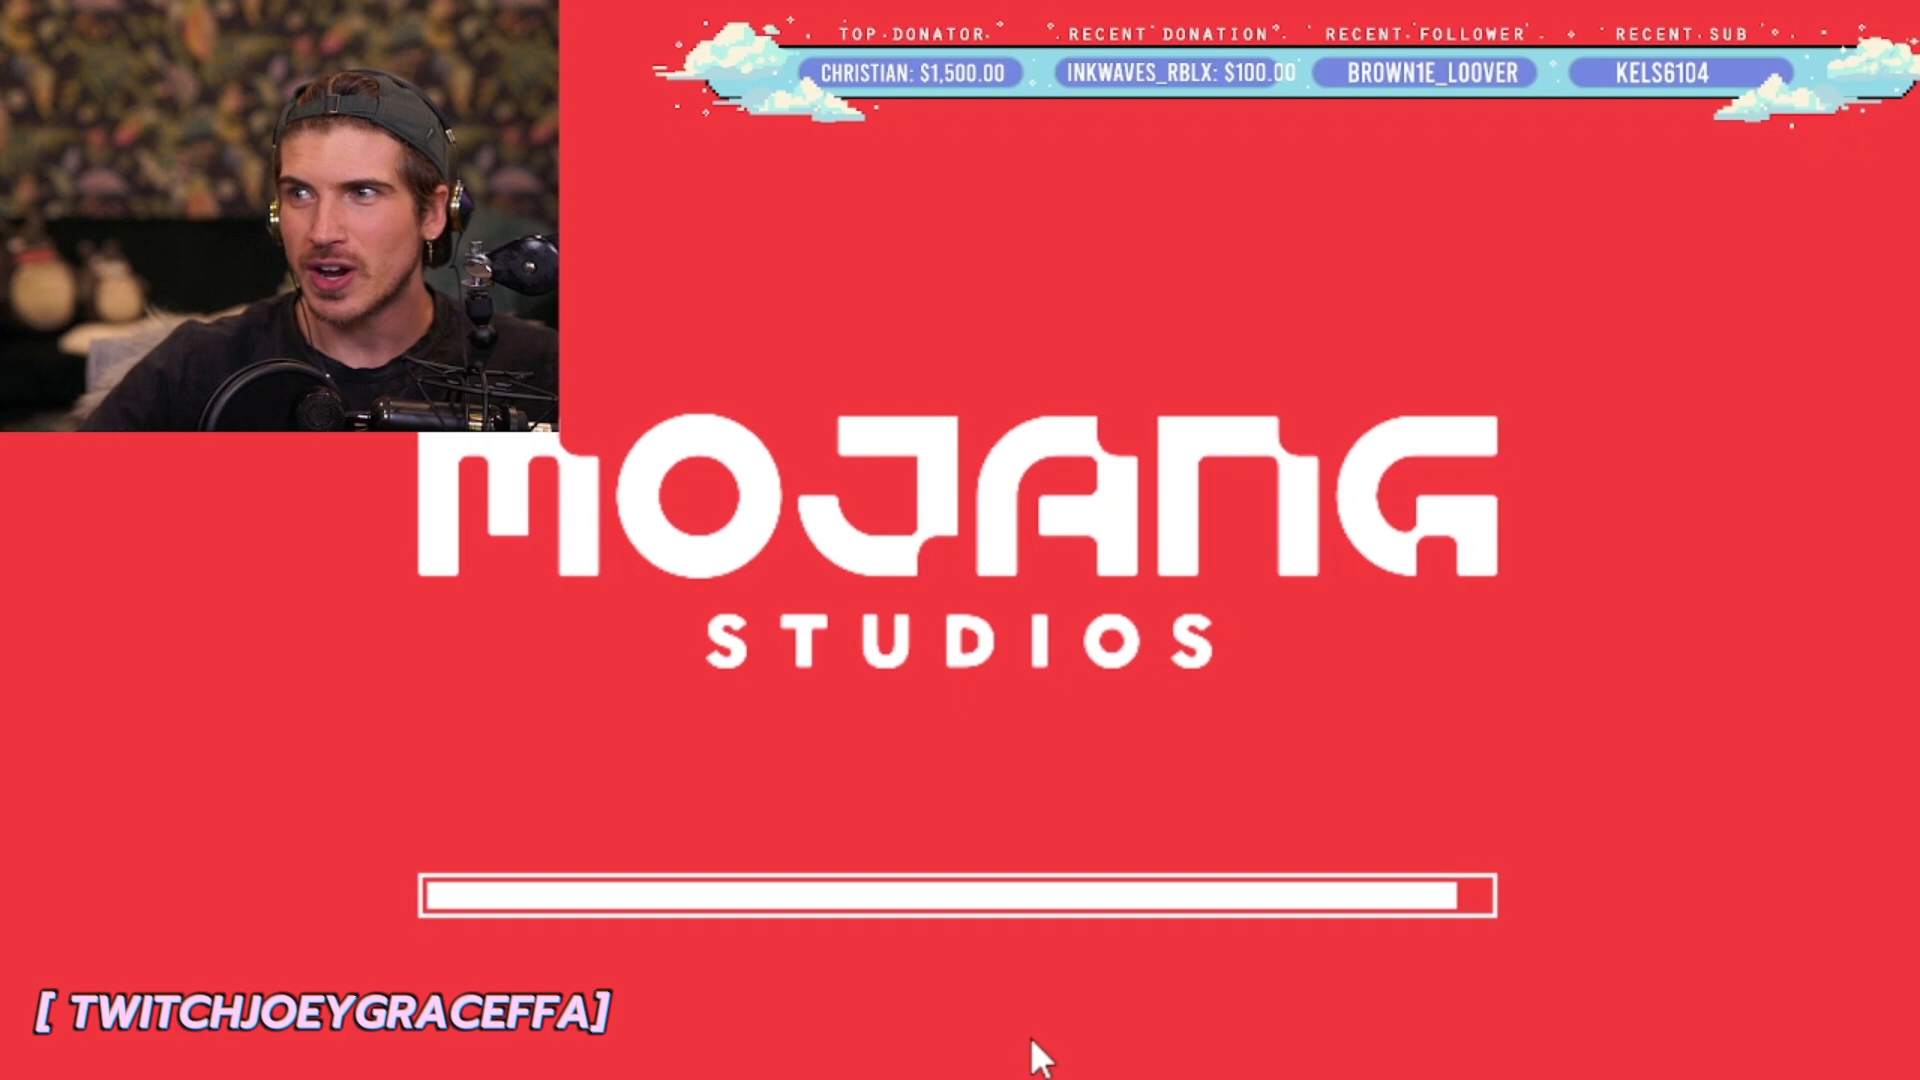 TOP DONATOR
RECENT DONATION
RECENT FOLLOWER
RECENT SUB
CHRISTIAN: $1,500.00
INKWAVES_RBLX: $100.00
BROWN1E_LOOVER
KELS6104
MOJANG
STUDIOS
[ TWITCHJOEYGRACEFFA]